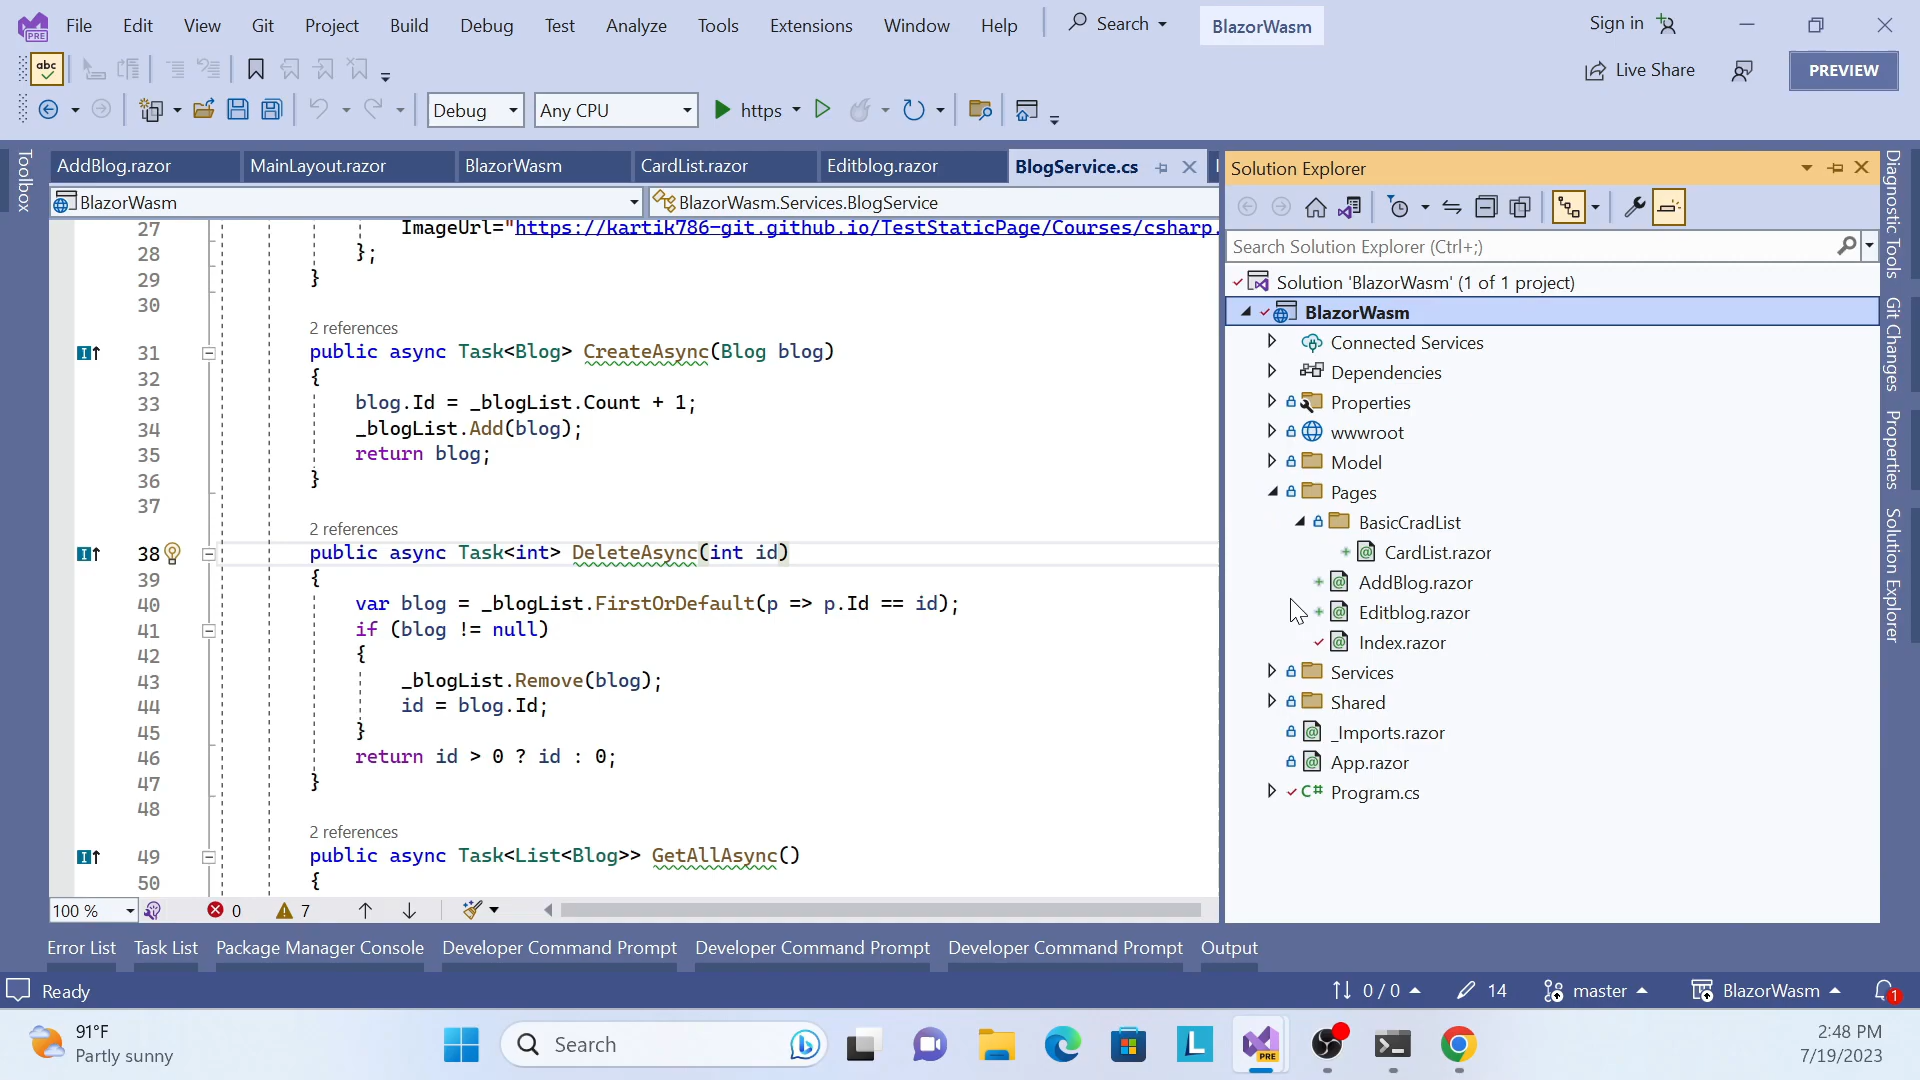 File Edit View Git Project Build Debug Test Analyze Tools Extensions Window Help Search BlazorWasm Sign in
PRE
abc
Live Share PREVIEW
Debug Any CPU https
Toolbox
AddBlog.razor MainLayout.razor BlazorWasm CardList.razor Editblog.razor BlogService.cs
BlazorWasm BlazorWasm.Services.BlogService
27 ImageUrl="https://kartik786-git.github.io/TestStaticPage/Courses/csharp.
28 };
29 }
30
2 references
31 public async Task<Blog> CreateAsync(Blog blog)
32 {
33 blog.Id = _blogList.Count + 1;
34 _blogList.Add(blog);
35 return blog;
36 }
37
2 references
38 public async Task<int> DeleteAsync(int id)
39 {
40 var blog = _blogList.FirstOrDefault(p => p.Id == id);
41 if (blog != null)
42 {
43 _blogList.Remove(blog);
44 id = blog.Id;
45 }
46 return id > 0 ? id : 0;
47 }
48
2 references
49 public async Task<List<Blog>> GetAllAsync()
50 {
100 % 0 7
Solution Explorer
Search Solution Explorer (Ctrl+;)
Solution 'BlazorWasm' (1 of 1 project)
BlazorWasm
Connected Services
Dependencies
Properties
wwwroot
Model
Pages
BasicCradList
CardList.razor
AddBlog.razor
Editblog.razor
Index.razor
Services
Shared
_Imports.razor
App.razor
C# Program.cs
Diagnostic Tools
Git Changes
Properties
Solution Explorer
Error List Task List Package Manager Console Developer Command Prompt Developer Command Prompt Developer Command Prompt Output
Ready 0 / 0 14 master BlazorWasm 1
91°F
Partly sunny
Search
L
PRE
2:48 PM
7/19/2023